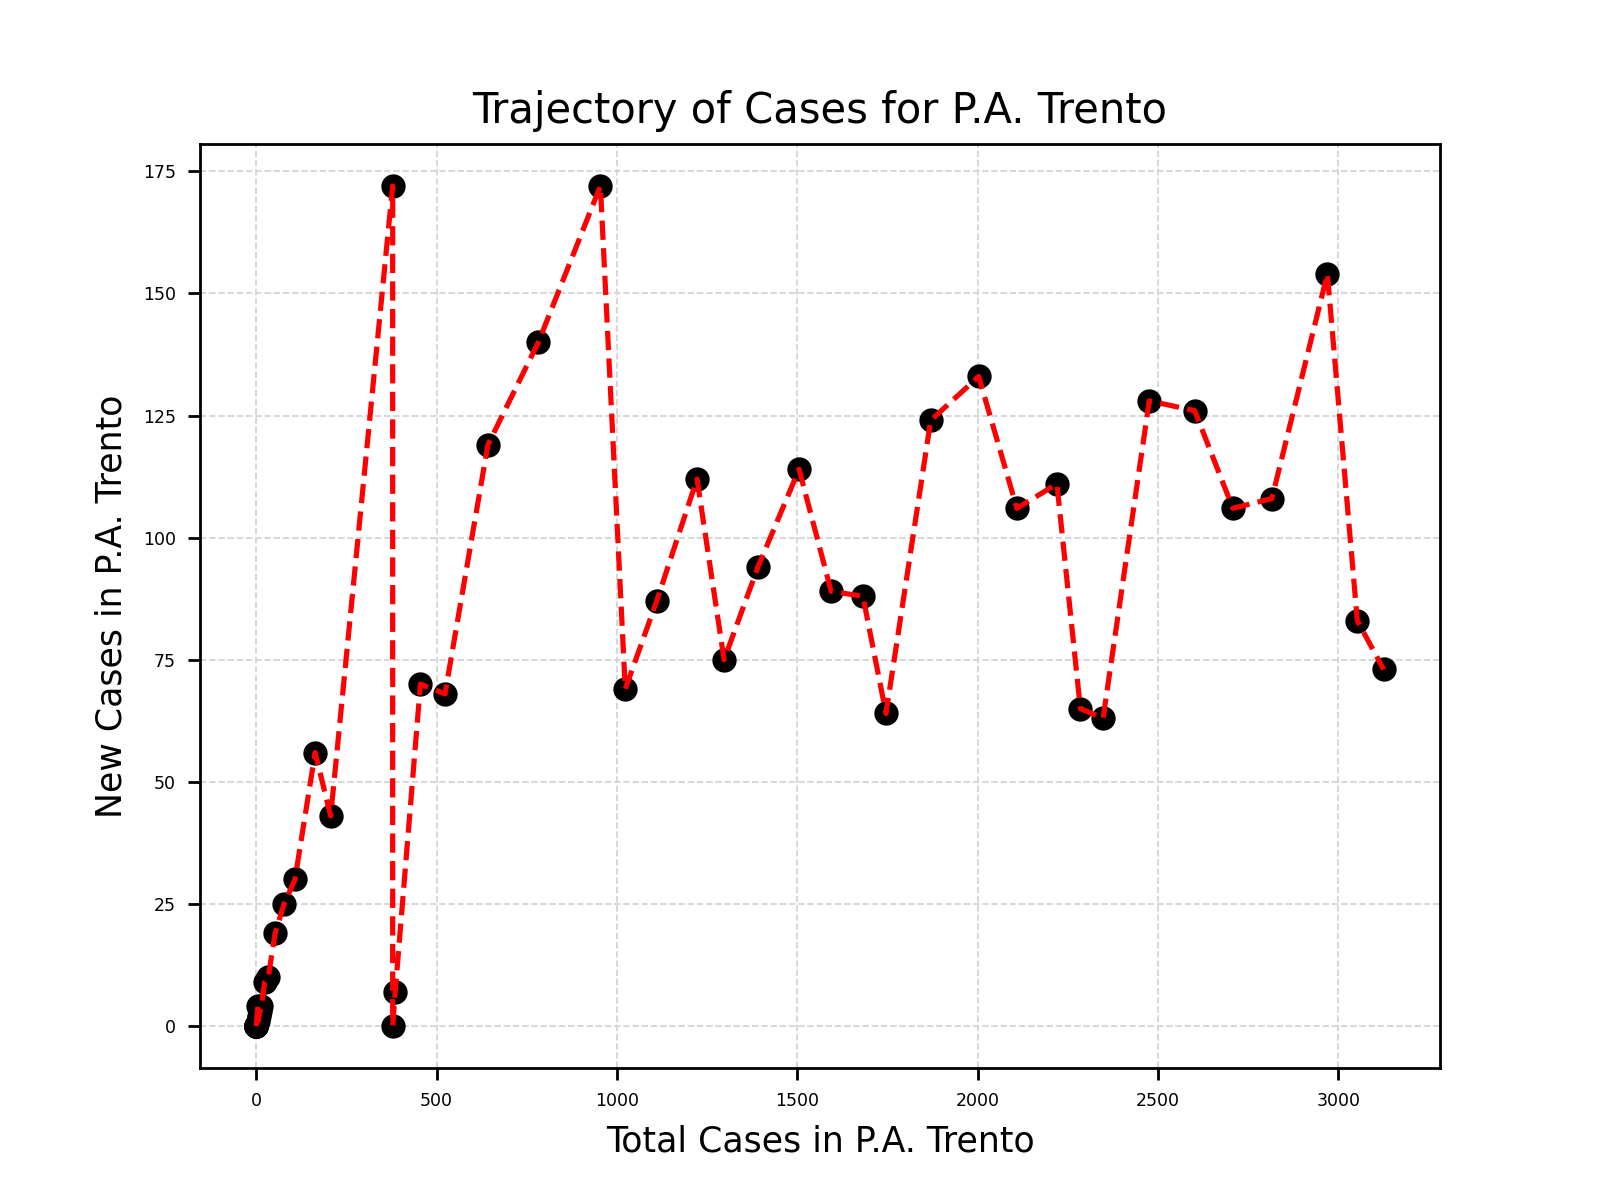 Trajectory of Cases for P.A. Trento
175
150
125
100
75
50
25
0
New Cases in P.A. Trento
0 500 1000 1500 2000 2500 3000
Total Cases in P.A. Trento